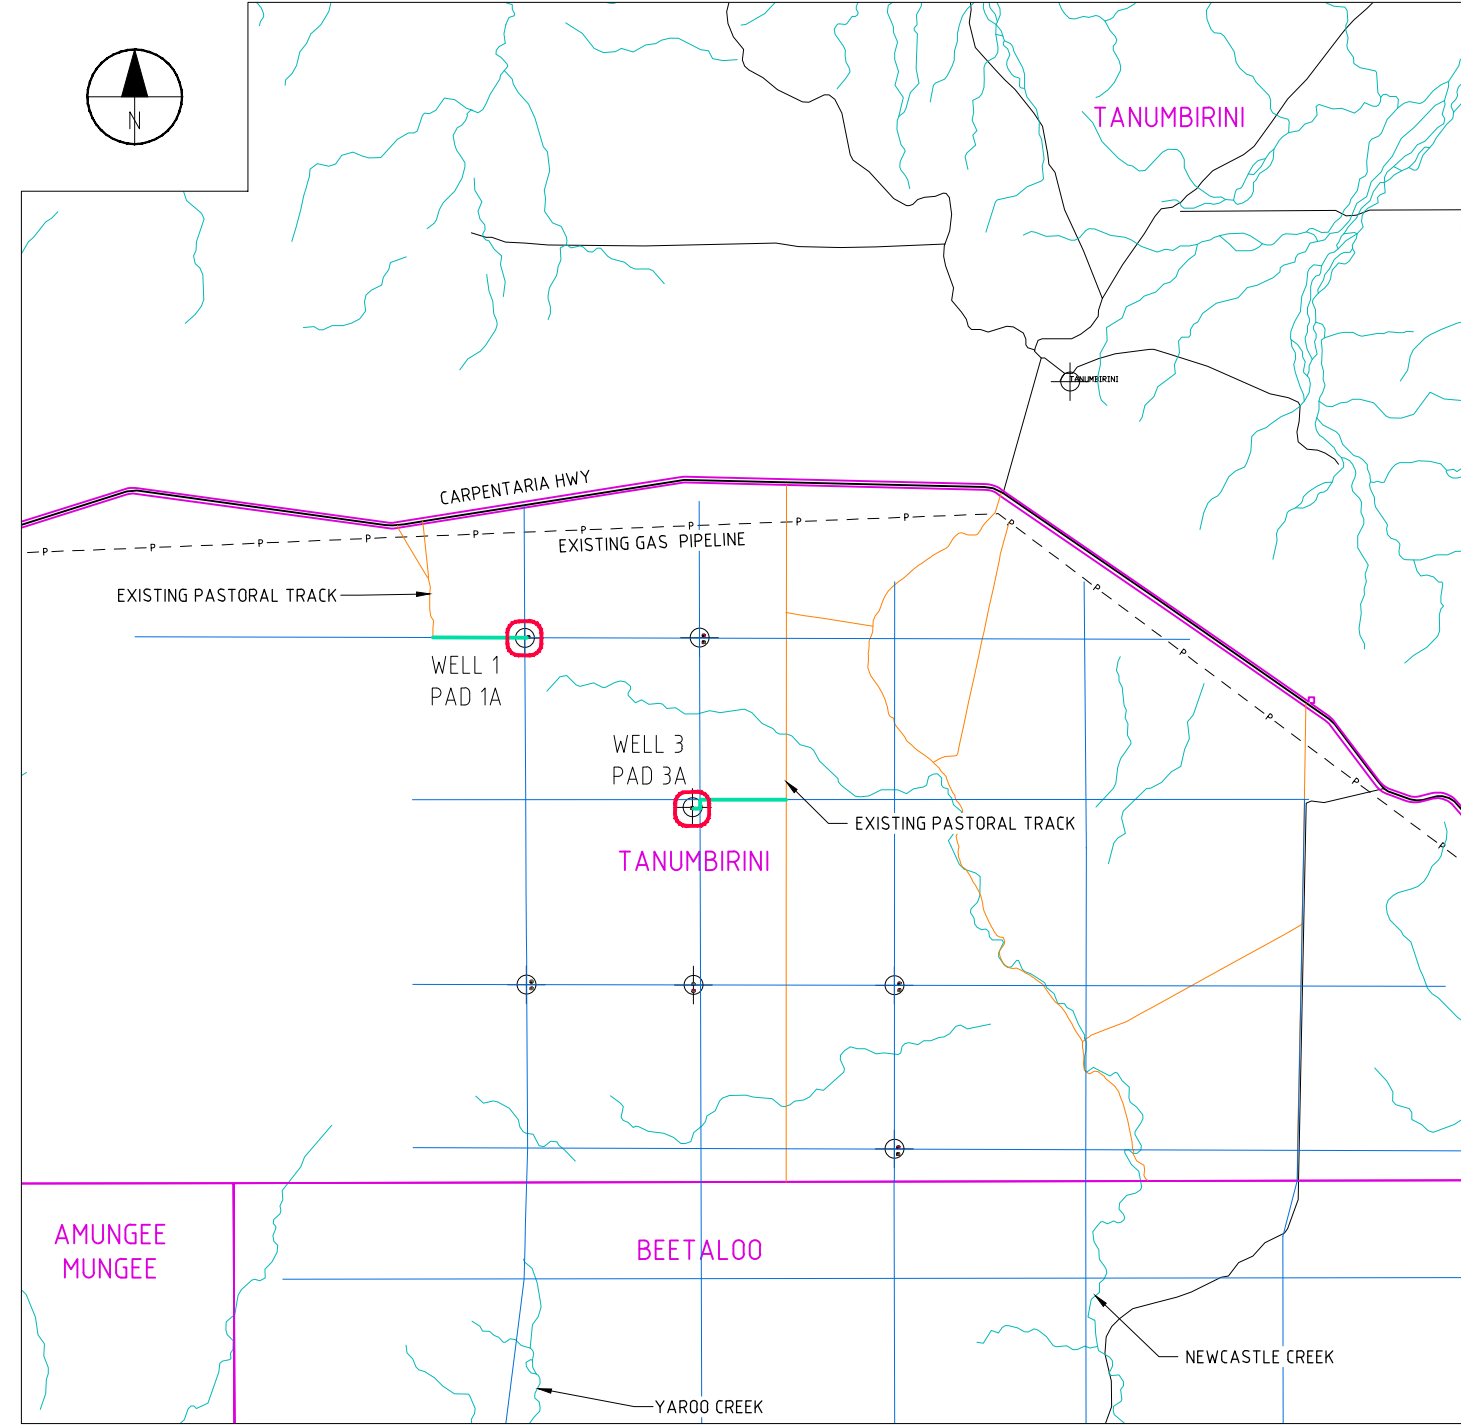 N
TANUMBIRINI
TANUMBIRINI
CARPENTARIA HWY
P P P P P P P P P P P P P P
EXISTING GAS PIPELINE
EXISTING PASTORAL TRACK
WELL 1
PAD 1A
WELL 3
PAD 3A
EXISTING PASTORAL TRACK
TANUMBIRINI
AMUNGEE
MUNGEE
BEETALOO
NEWCASTLE CREEK
YAROO CREEK